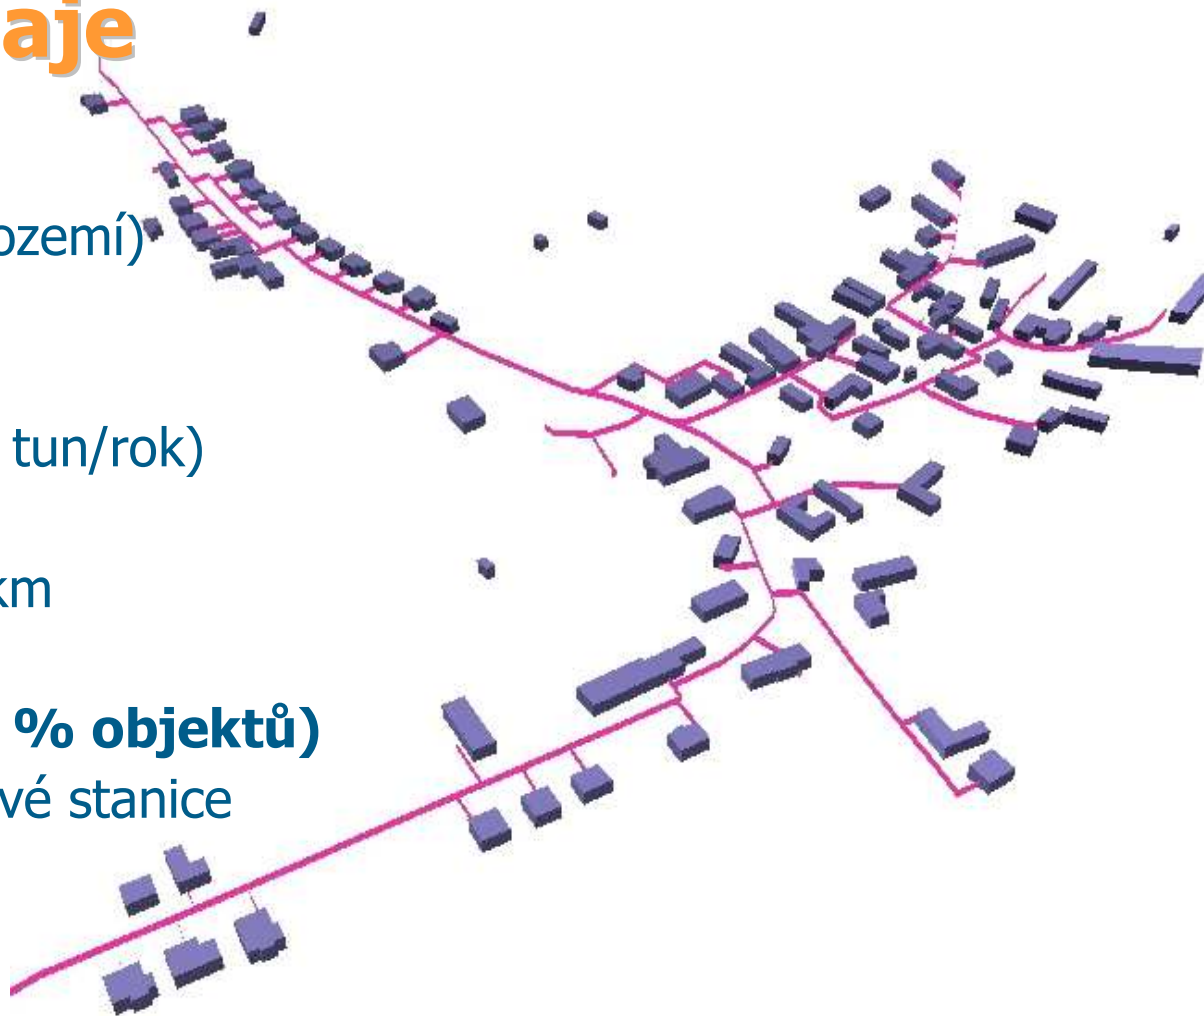 aje
ozemí)
tun/rok)
km
% objektů)
vé stanice